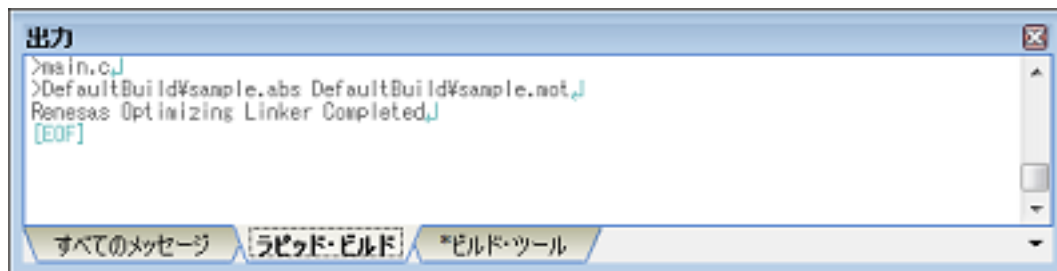 出力
>main.c↲
>DefaultBuild¥sample.abs DefaultBuild¥sample.mot↲
Renesas Optimizing Linker Completed↲
[EOF]
すべてのメッセージ ラピッド・ビルド *ビルド・ツール